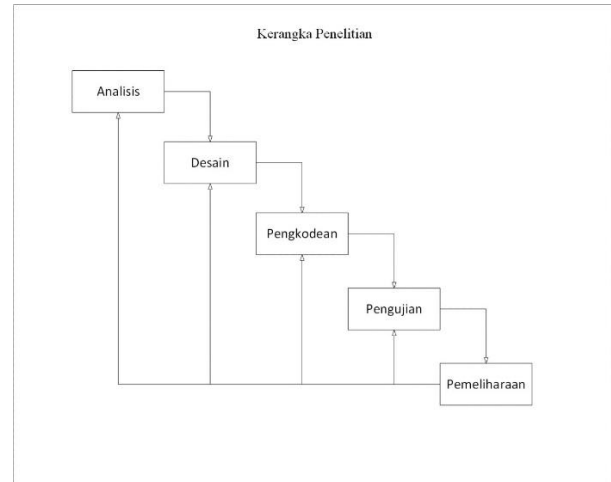 Kerangka Penelitian
Analisis
Desain
Pengkodean
Pengujian
Pemeliharaan